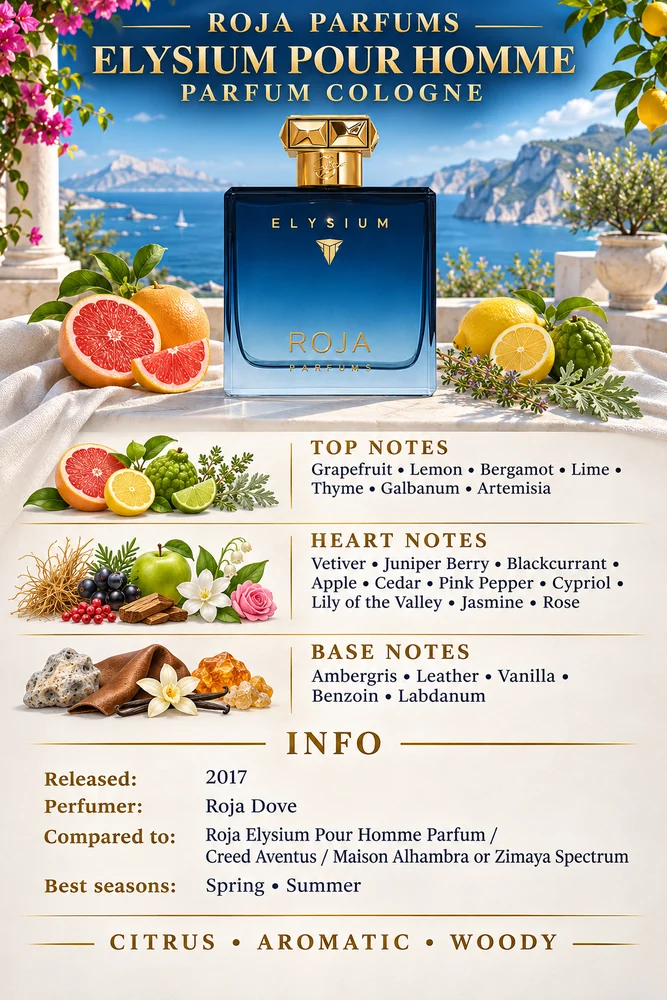 ROJA PARFUMS
ELYSIUM POUR HOMME
PARFUM COLOGNE
ELYSIUM
ROJA
PARFUMS
TOP NOTES
Grapefruit • Lemon • Bergamot • Lime •
Thyme • Galbanum • Artemisia
HEART NOTES
Vetiver • Juniper Berry • Blackcurrant •
Apple • Cedar • Pink Pepper • Cypriol •
Lily of the Valley • Jasmine • Rose
BASE NOTES
Ambergris • Leather • Vanilla •
Benzoin • Labdanum
INFO
Released: 2017
Perfumer: Roja Dove
Compared to: Roja Elysium Pour Homme Parfum /
Creed Aventus / Maison Alhambra or Zimaya Spectrum
Best seasons: Spring • Summer
CITRUS • AROMATIC • WOODY